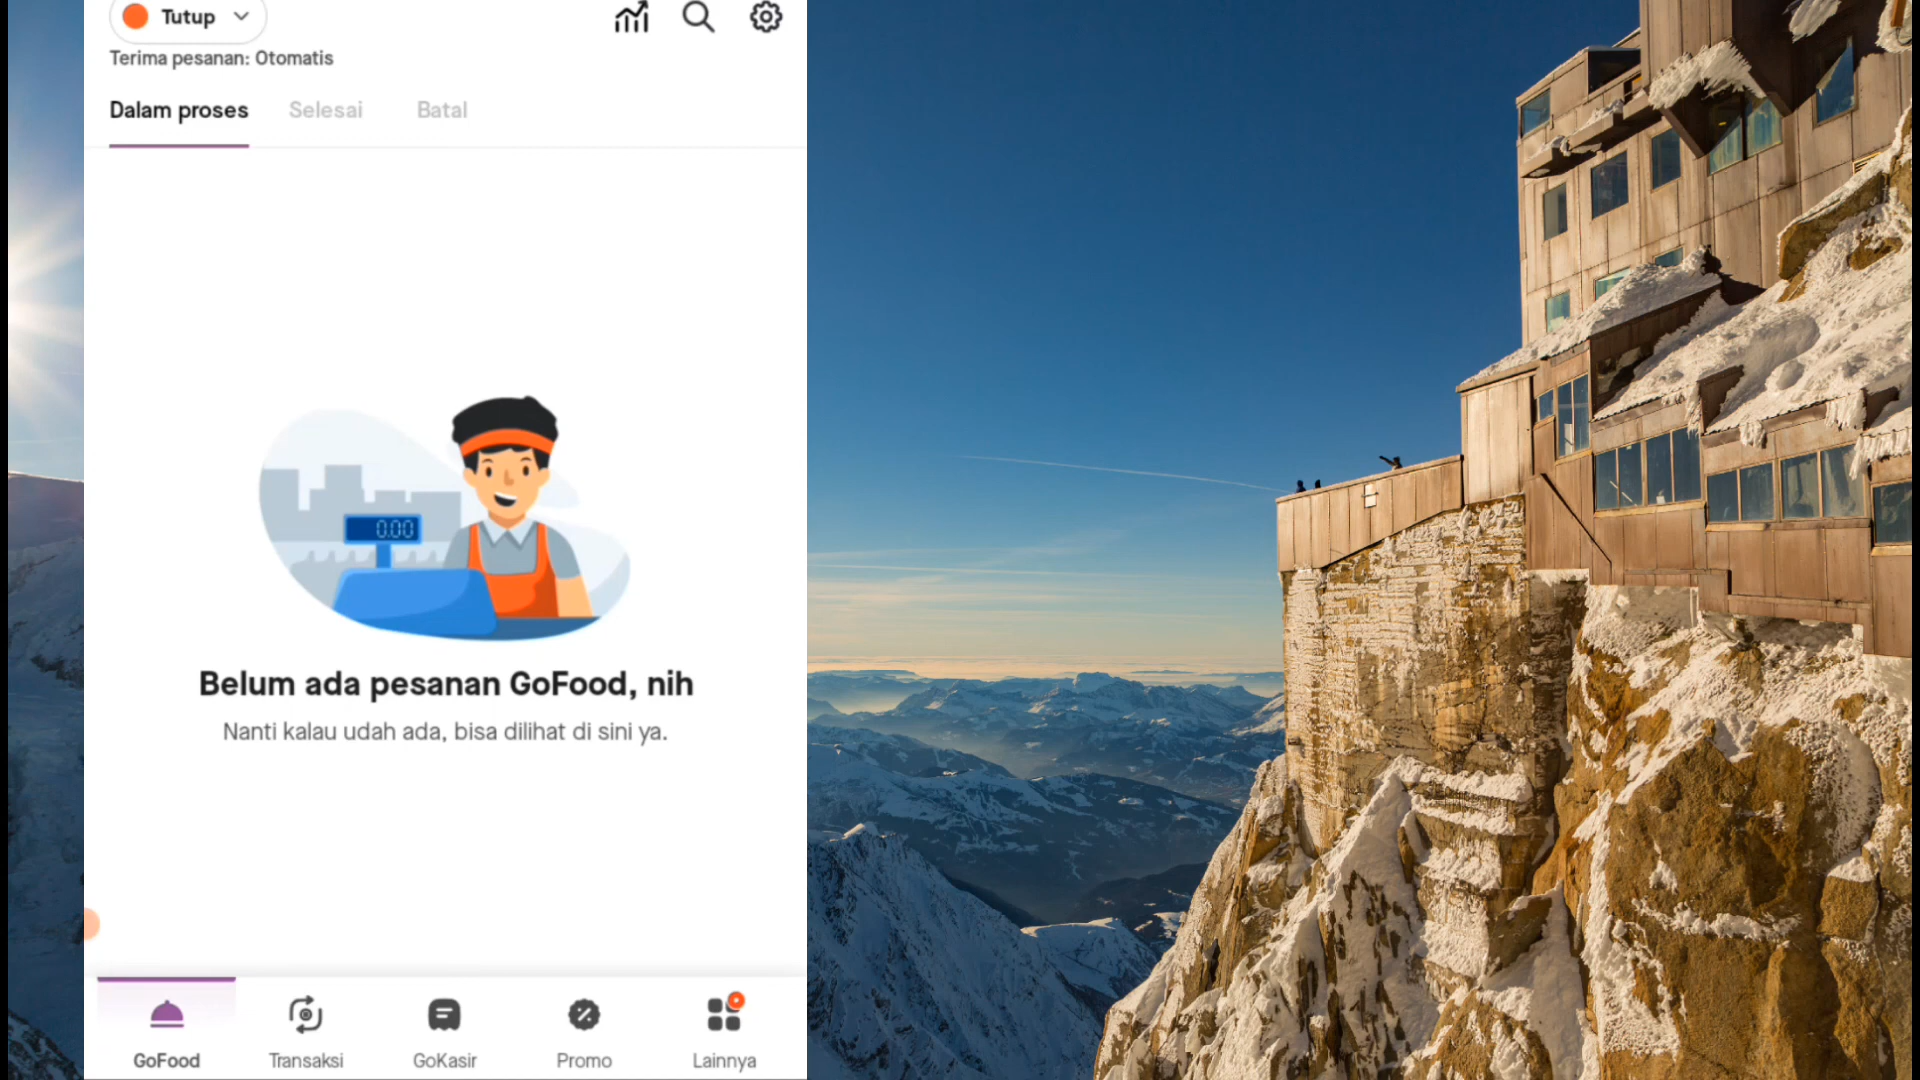 Tutup
Terima pesanan: Otomatis
Dalam proses Selesai Batal
0.00
Belum ada pesanan GoFood, nih
Nanti kalau udah ada, bisa dilihat di sini ya.
GoFood Transaksi GoKasir Promo Lainnya